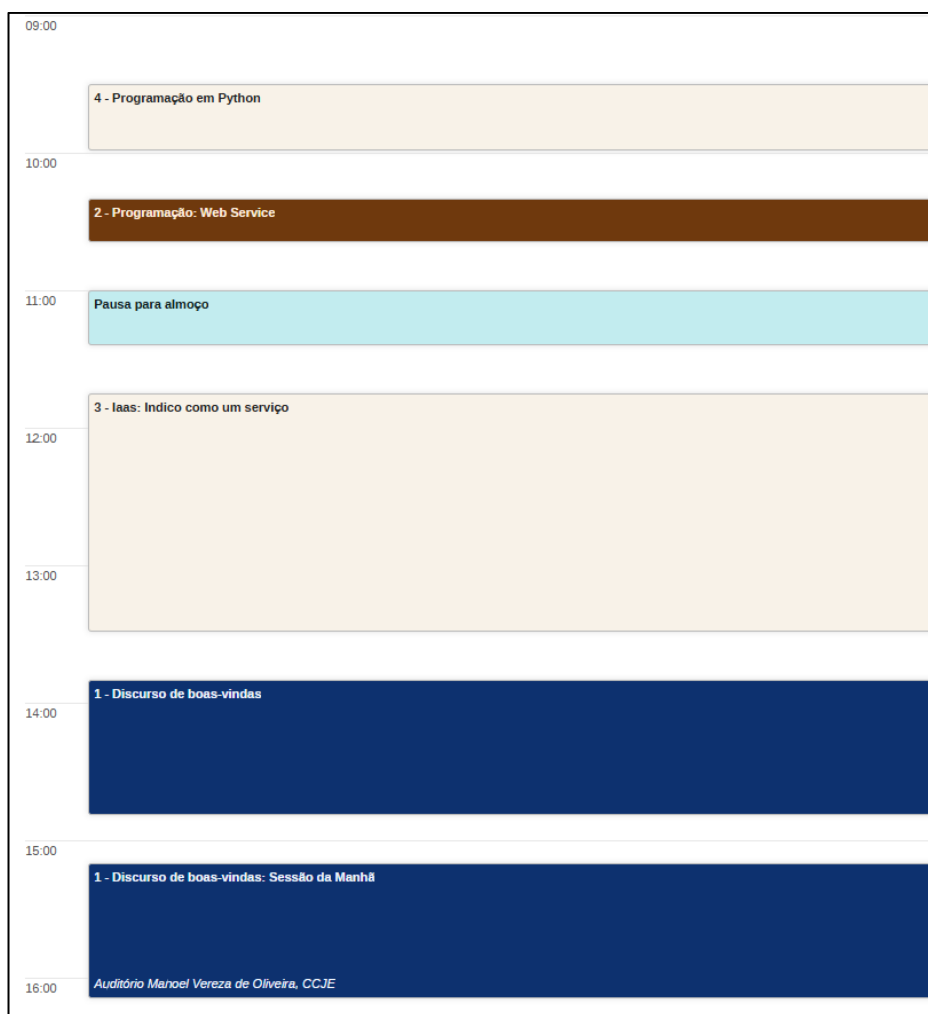 09:00
4 - Programação em Python
10:00
2 - Programação: Web Service
11:00
Pausa para almoço
3 - Iaas: Indico como um serviço
12:00
13:00
1 - Discurso de boas-vindas
14:00
15:00
1 - Discurso de boas-vindas: Sessão da Manhã
Auditório Manoel Vereza de Oliveira, CCJE
16:00